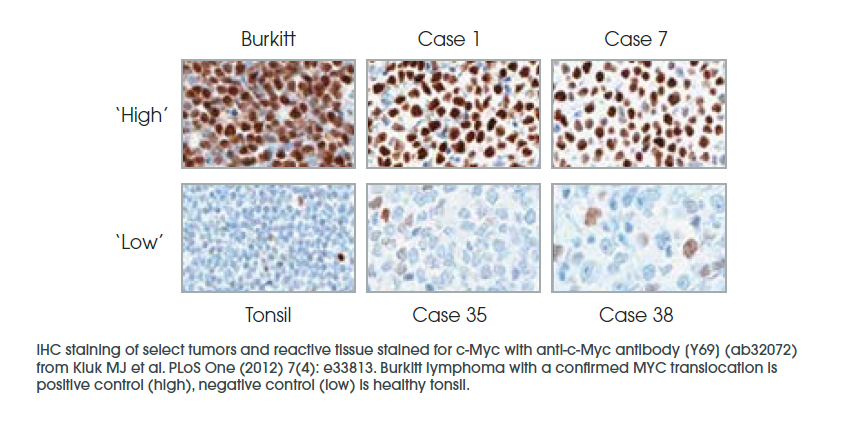 Burkitt
Case 1
Case 7
‘High’
‘Low’
Tonsil
Case 35
Case 38
IHC staining of select tumors and reactive tissue stained for c-Myc with anti-c-Myc antibody [Y69] (ab32072)
from Kluk MJ et al. PLoS One (2012) 7(4): e33813. Burkitt lymphoma with a confirmed MYC translocation is
positive control (high), negative control (low) is healthy tonsil.